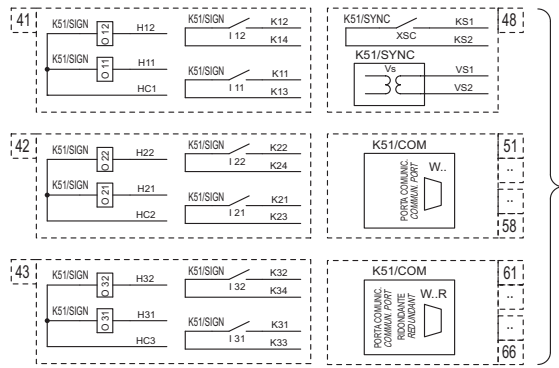 41
K51/SIGN
O 12
H12
K51/SIGN
O 11
H11
HC1
K51/SIGN
K12
I 12
K14
K51/SIGN
K11
I 11
K13
K51/SYNC
KS1
XSC
KS2
K51/SYNC
Vs
VS1
VS2
48
42
K51/SIGN
O 22
H22
K51/SIGN
O 21
H21
HC2
K51/SIGN
K22
I 22
K24
K51/SIGN
K21
I 21
K23
K51/COM
PORTA COMUNIC.
COMMUN. PORT
W..
51
..
..
58
43
K51/SIGN
O 32
H32
K51/SIGN
O 31
H31
HC3
K51/SIGN
K32
I 32
K34
K51/SIGN
K31
I 31
K33
K51/COM
PORTA COMUNIC.
COMMUN. PORT
RIDONDANTE
REDUNDANT
W..R
61
..
..
66